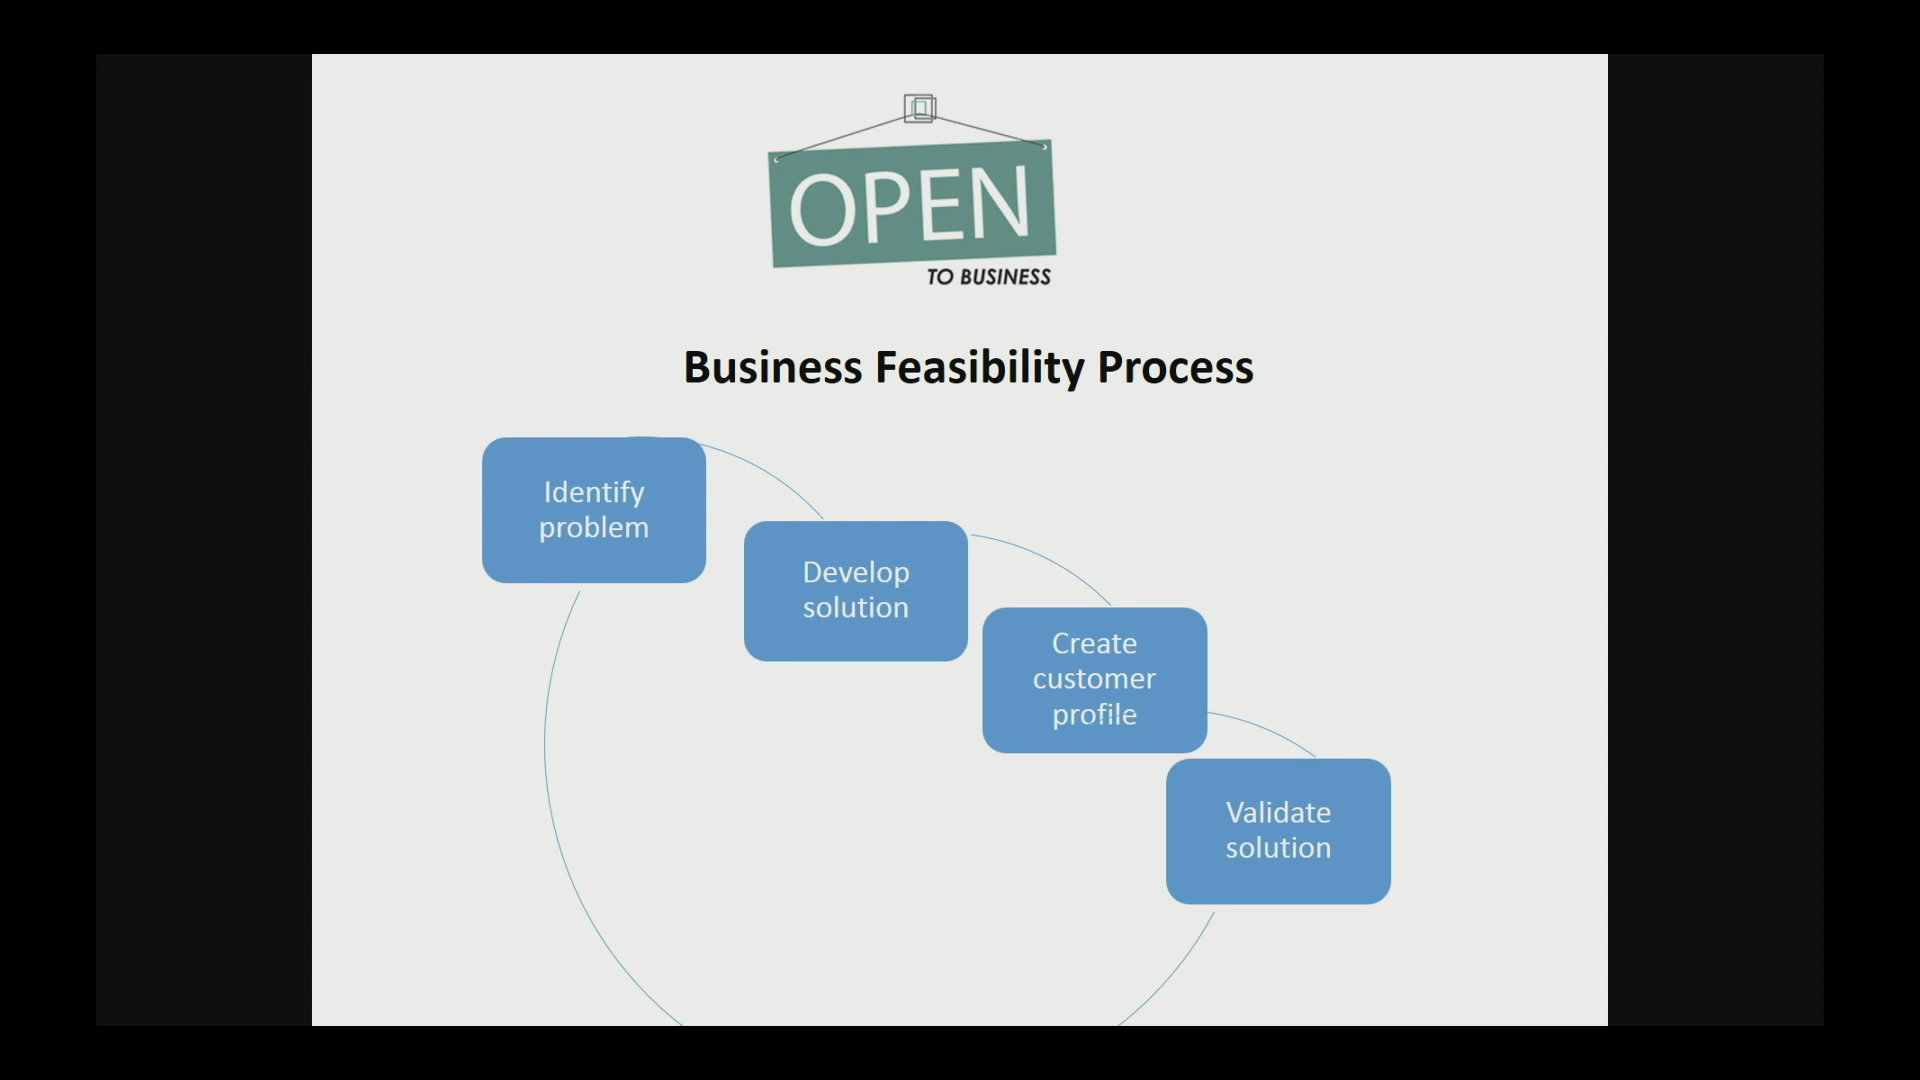 OPEN
TO BUSINESS
Business Feasibility Process
Identify
problem
Develop
solution
Create
customer
profile
Validate
solution